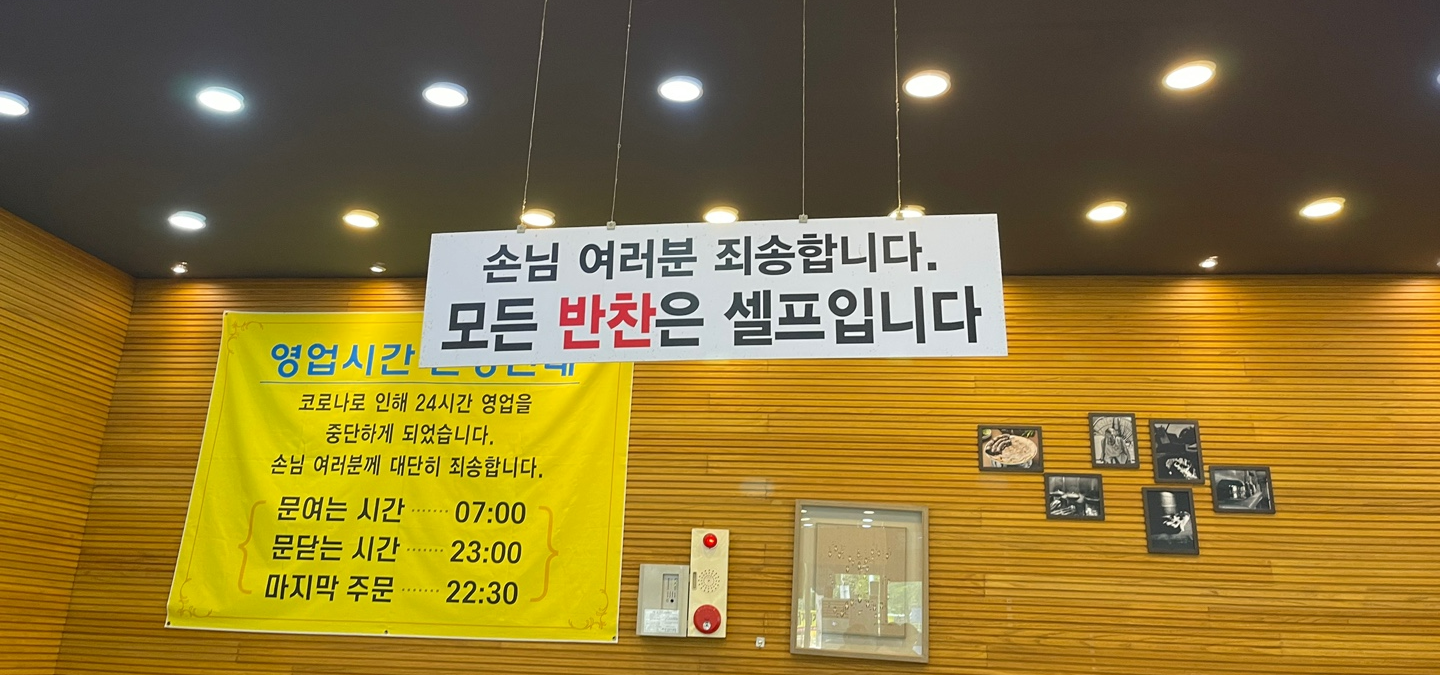 손님 여러분 죄송합니다.
모든 반찬은 셀프입니다
영업시간
코로나로 인해 24시간 영업을
중단하게 되었습니다.
손님 여러분께 대단히 죄송합니다.
문여는 시간 ······· 07:00
문닫는 시간 ······· 23:00
마지막 주문 ······· 22:30